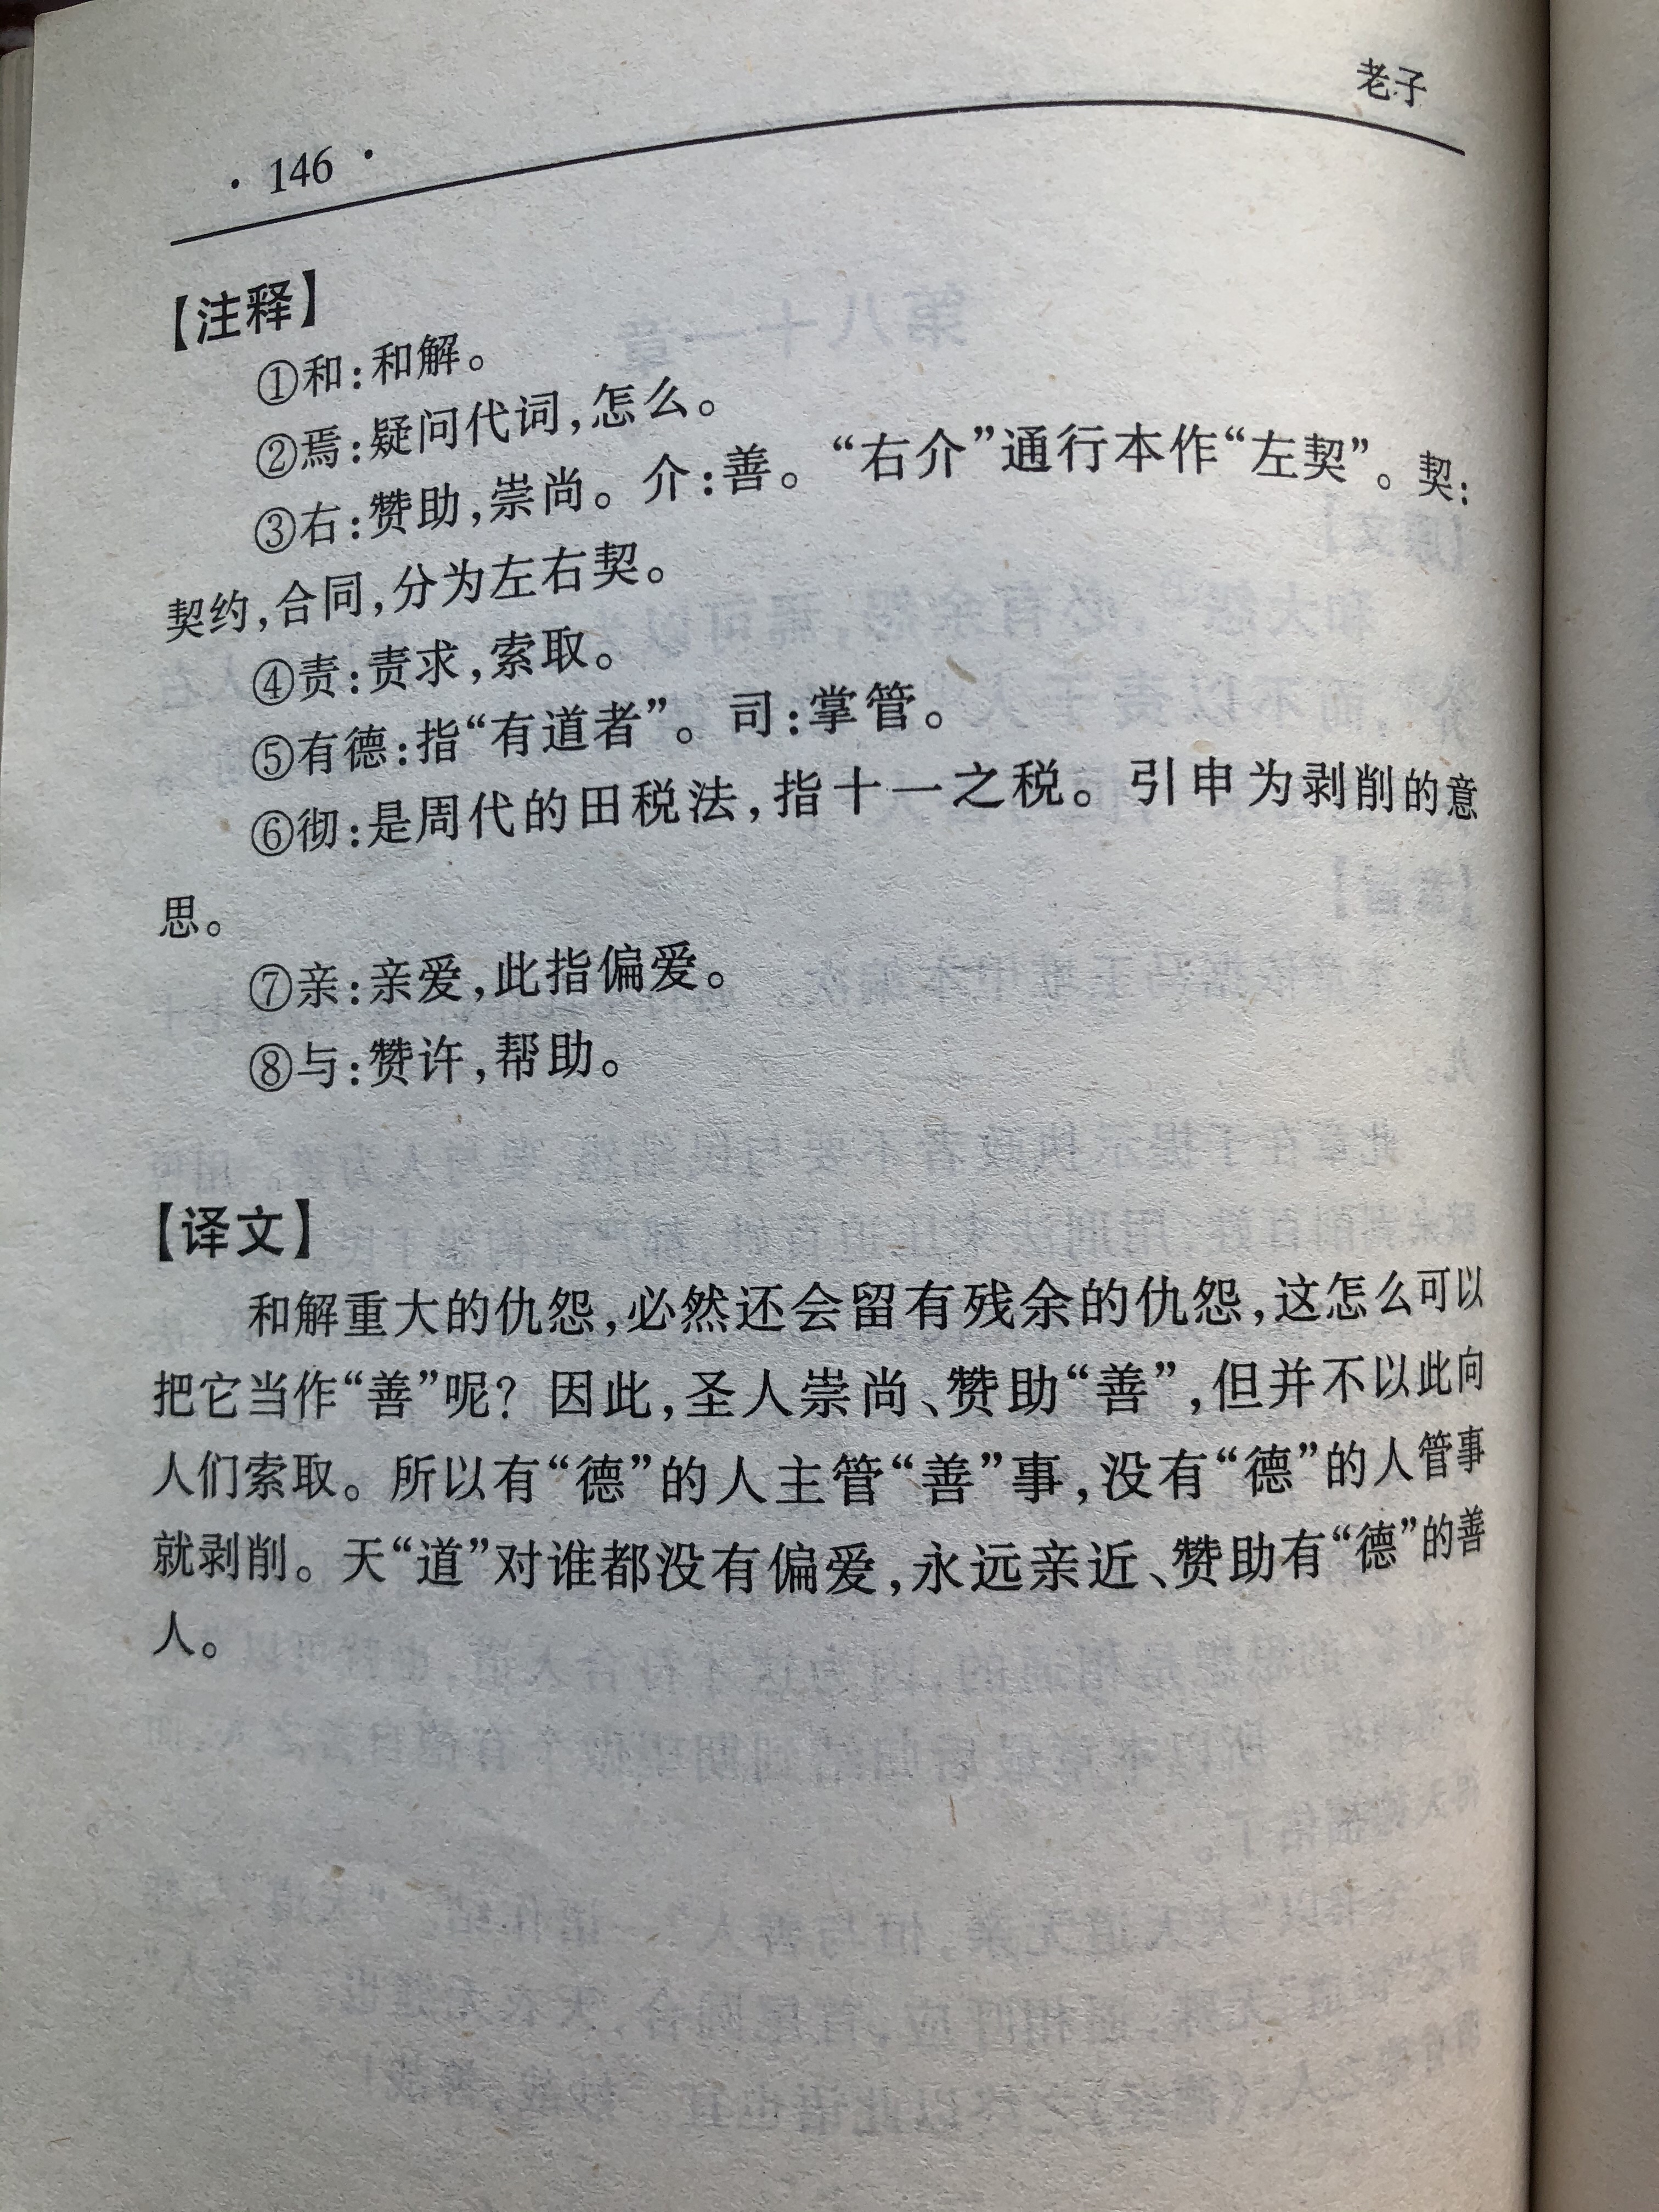 老子
· 146 ·
【注释】
①和:和解。
②焉:疑问代词,怎么。
③右:赞助,崇尚。介:善。“右介”通行本作“左契”。契:
契约,合同,分为左右契。
④责:责求,索取。
⑤有德:指“有道者”。司:掌管。
⑥彻:是周代的田税法,指十一之税。引申为剥削的意
思。
⑦亲:亲爱,此指偏爱。
⑧与:赞许,帮助。
【译文】
和解重大的仇怨,必然还会留有残余的仇怨,这怎么可以
把它当作“善”呢?因此,圣人崇尚、赞助“善”,但并不以此向
人们索取。所以有“德”的人主管“善”事,没有“德”的人管事
就剥削。天“道”对谁都没有偏爱,永远亲近、赞助有“德”的善
人。